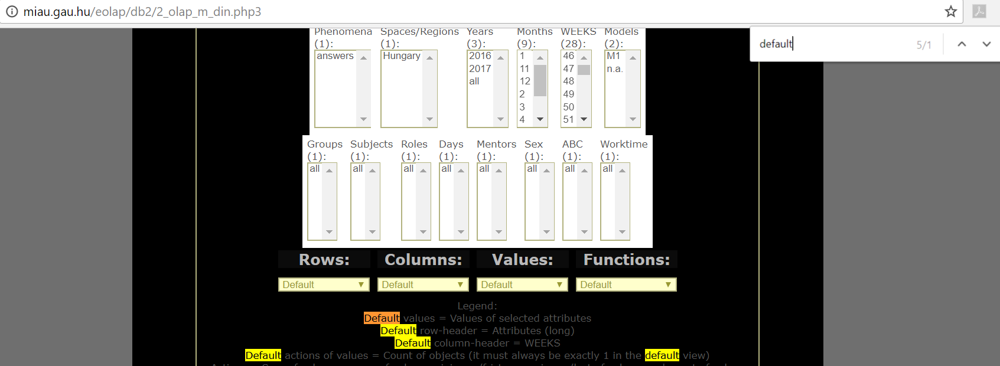 miau.gau.hu/eolap/db2/2_olap_m_din.php3
default 5/1
Phenomena Spaces/Regions Years Months WEEKS Models
(1): (1): (3): (9): (28): (2):
answers Hungary 2016 1 46 M1
2017 11 47 n.a.
all 12 48
2 49
3 50
4 51
Groups Subjects Roles Days Mentors Sex ABC Worktime
(1): (1): (1): (1): (1): (1): (1): (1):
all all all all all all all all
Rows: Columns: Values: Functions:
Default Default Default Default
Legend:
Default values = Values of selected attributes
Default row-header = Attributes (long)
Default column-header = WEEKS
Default actions of values = Count of objects (it must always be exactly 1 in the default view)